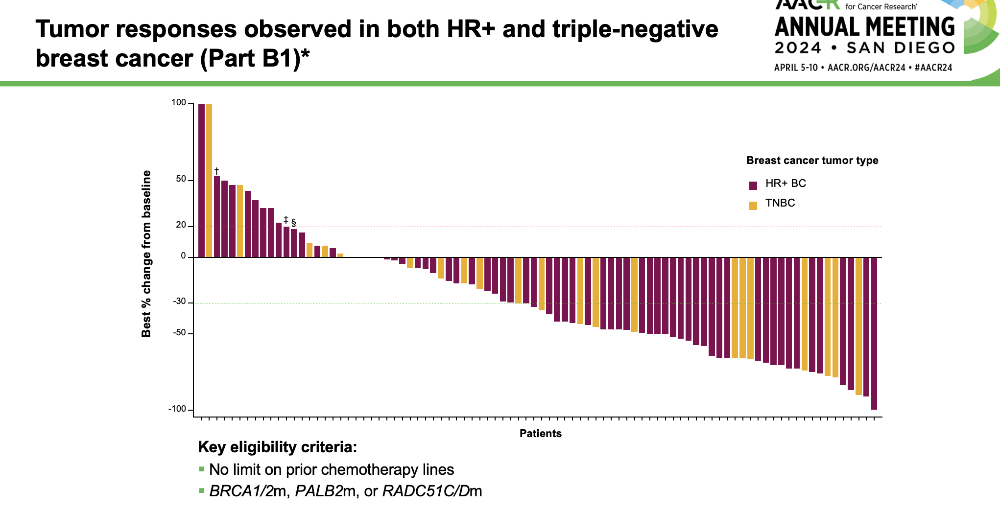 Tumor responses observed in both HR+ and triple-negative
breast cancer (Part B1)*
AACR
for Cancer Research*
ANNUAL MEETING
2024 • SAN DIEGO
APRIL 5-10 • AACR.ORG/AACR24 • #AACR24
Best % change from baseline
100
50
20
0
-30
-50
-100
†
‡ §
Breast cancer tumor type
HR+ BC
TNBC
Patients
Key eligibility criteria:
▪ No limit on prior chemotherapy lines
▪ BRCA1/2m, PALB2m, or RADC51C/Dm